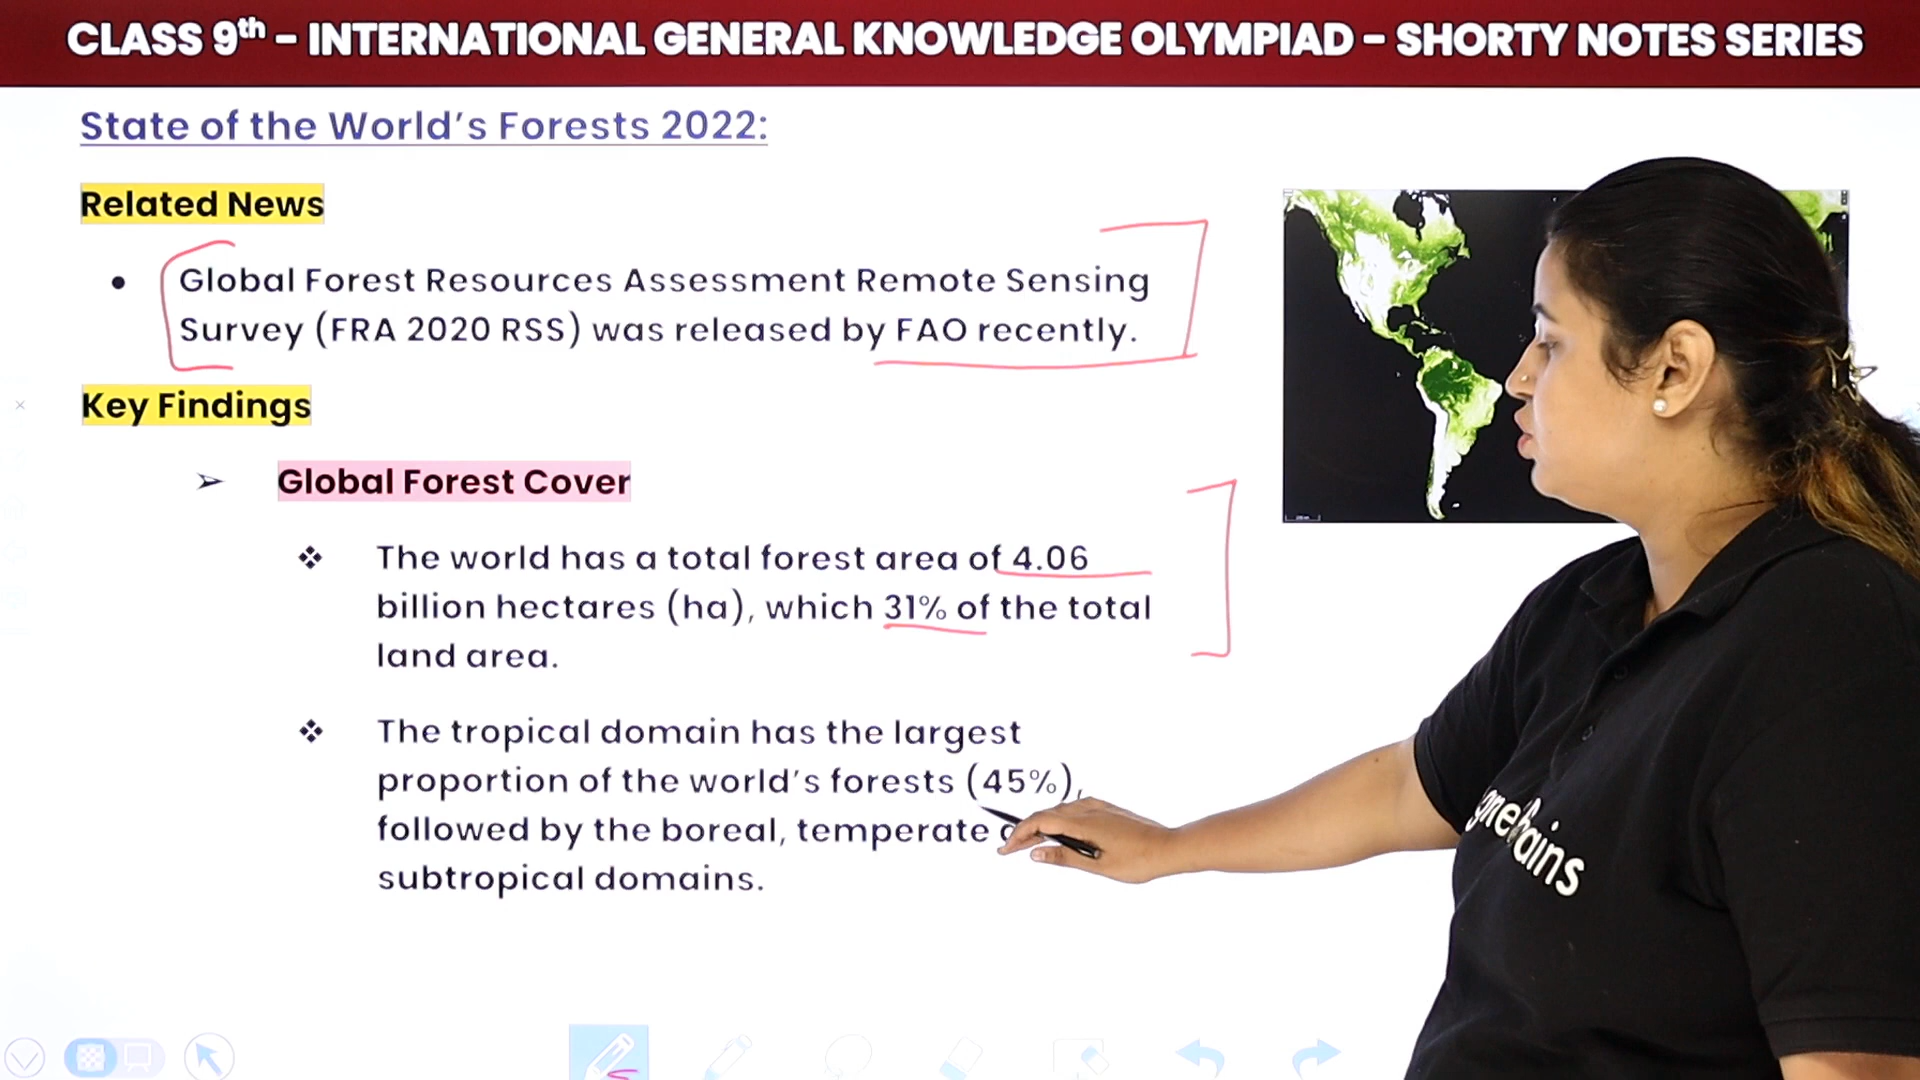 CLASS 9th - INTERNATIONAL GENERAL KNOWLEDGE OLYMPIAD - SHORTY NOTES SERIES
State of the World's Forests 2022:
Related News
• Global Forest Resources Assessment Remote Sensing
Survey (FRA 2020 RSS) was released by FAO recently.
Key Findings
➢ Global Forest Cover
❖ The world has a total forest area of 4.06
billion hectares (ha), which 31% of the total
land area.
❖ The tropical domain has the largest
proportion of the world's forests (45%),
followed by the boreal, temperate
subtropical domains.